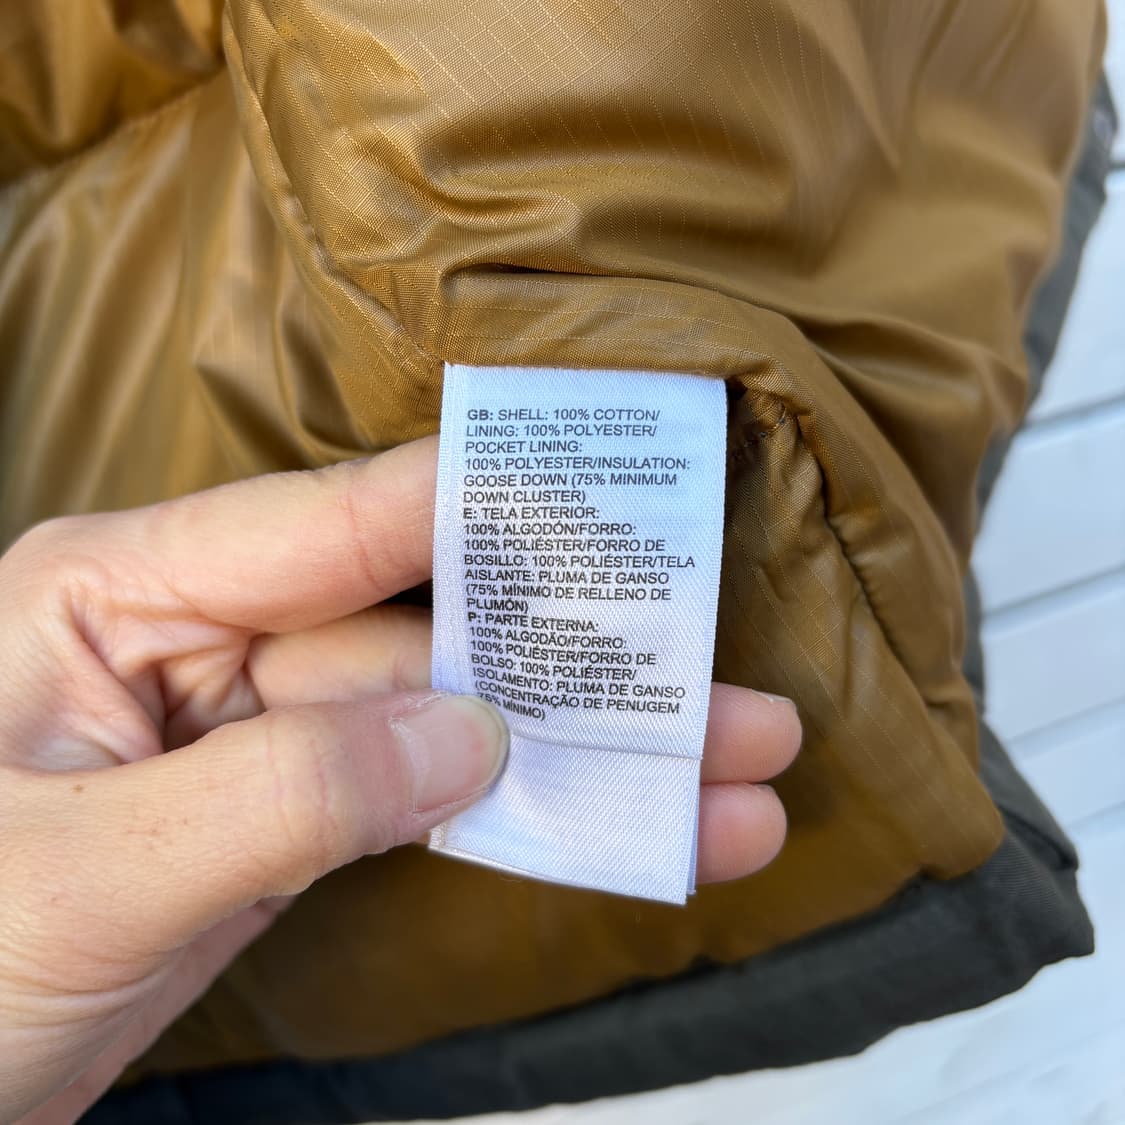 GB: SHELL: 100% COTTON/
LINING: 100% POLYESTER/
POCKET LINING:
100% POLYESTER/INSULATION:
GOOSE DOWN (75% MINIMUM
DOWN CLUSTER)
E: TELA EXTERIOR:
100% ALGODÓN/FORRO:
100% POLIÉSTER/FORRO DE
BOSILLO: 100% POLIÉSTER/TELA
AISLANTE: PLUMA DE GANSO
(75% MÍNIMO DE RELLENO DE
PLUMÓN)
P: PARTE EXTERNA:
100% ALGODÃO/FORRO:
100% POLIÉSTER/FORRO DE
BOLSO: 100% POLIÉSTER/
ISOLAMENTO: PLUMA DE GANSO
(CONCENTRAÇÃO DE PENUGEM
75% MÍNIMO)